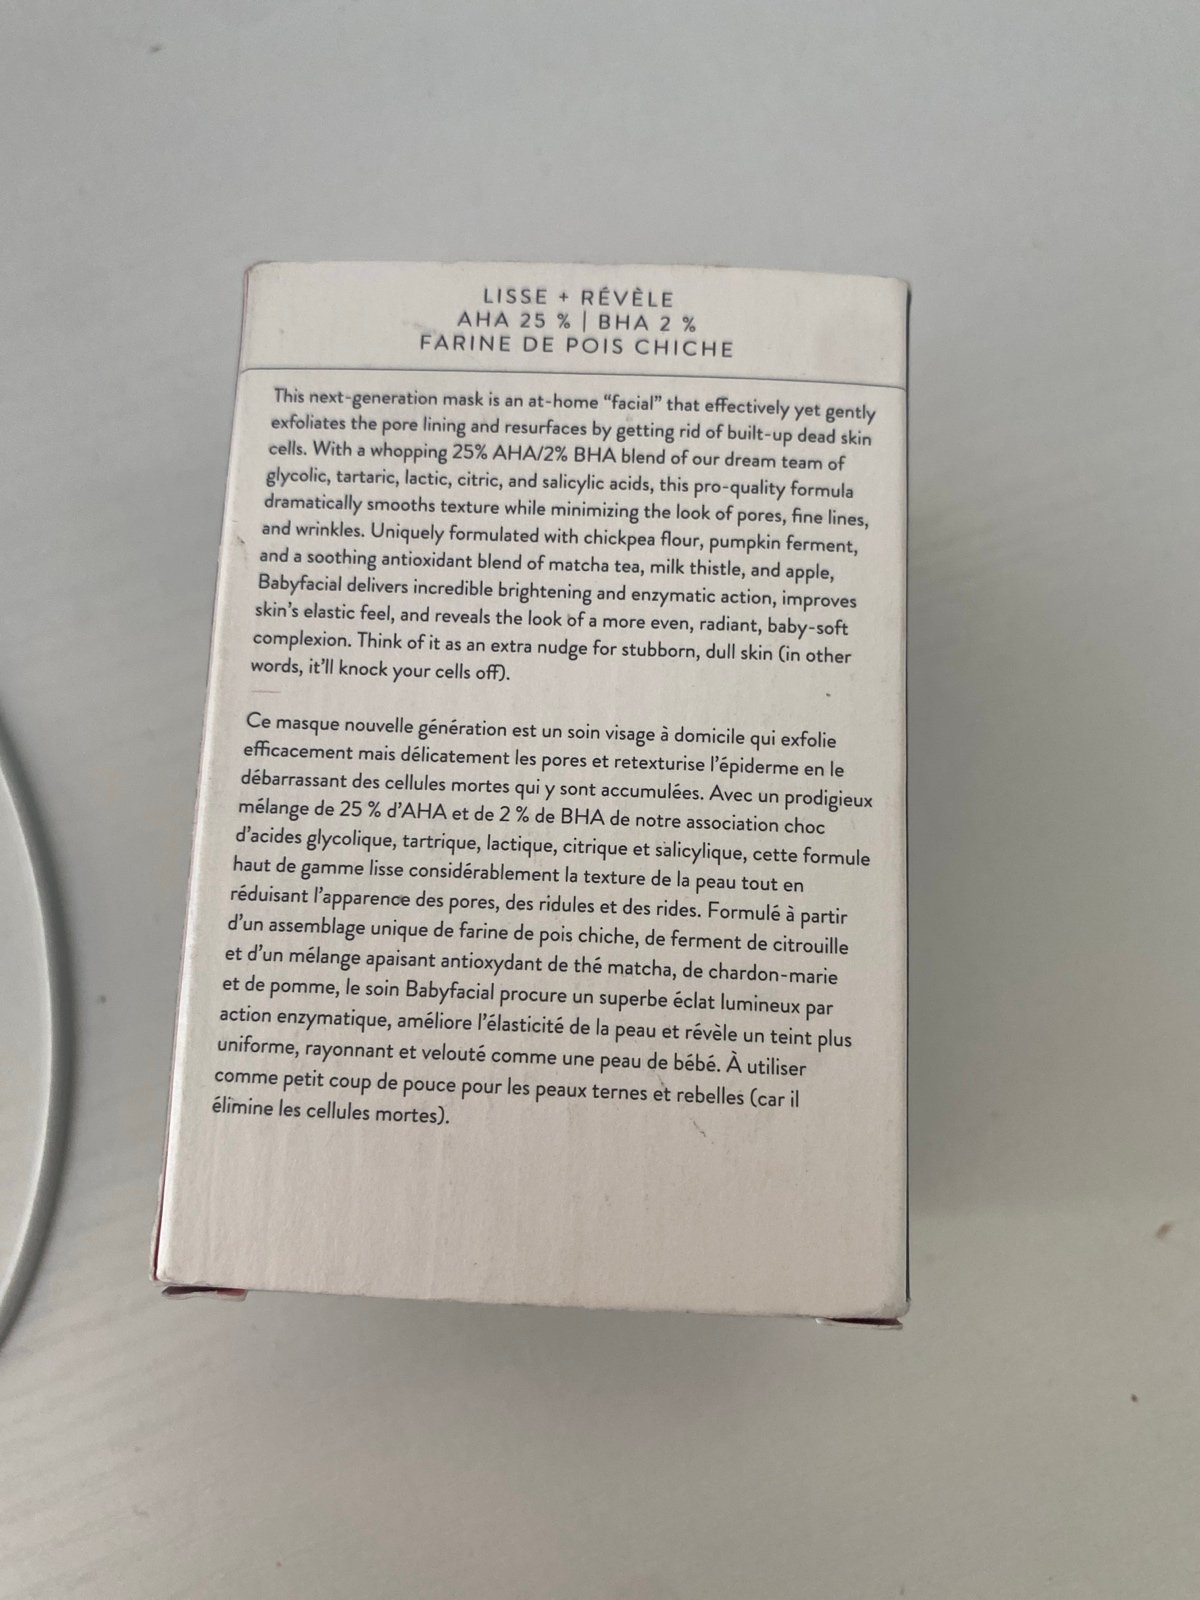 LISSE + RÉVÈLE
AHA 25 % | BHA 2 %
FARINE DE POIS CHICHE
This next-generation mask is an at-home “facial” that effectively yet gently
exfoliates the pore lining and resurfaces by getting rid of built-up dead skin
cells. With a whopping 25% AHA/2% BHA blend of our dream team of
glycolic, tartaric, lactic, citric, and salicylic acids, this pro-quality formula
dramatically smooths texture while minimizing the look of pores, fine lines,
and wrinkles. Uniquely formulated with chickpea flour, pumpkin ferment,
and a soothing antioxidant blend of matcha tea, milk thistle, and apple,
Babyfacial delivers incredible brightening and enzymatic action, improves
skin’s elastic feel, and reveals the look of a more even, radiant, baby-soft
complexion. Think of it as an extra nudge for stubborn, dull skin (in other
words, it’ll knock your cells off).
Ce masque nouvelle génération est un soin visage à domicile qui exfolie
efficacement mais délicatement les pores et retexturise l’épiderme en le
débarrassant des cellules mortes qui y sont accumulées. Avec un prodigieux
mélange de 25 % d’AHA et de 2 % de BHA de notre association choc
d’acides glycolique, tartrique, lactique, citrique et salicylique, cette formule
haut de gamme lisse considérablement la texture de la peau tout en
réduisant l’apparence des pores, des ridules et des rides. Formulé à partir
d’un assemblage unique de farine de pois chiche, de ferment de citrouille
et d’un mélange apaisant antioxydant de thé matcha, de chardon-marie
et de pomme, le soin Babyfacial procure un superbe éclat lumineux par
action enzymatique, améliore l’élasticité de la peau et révèle un teint plus
uniforme, rayonnant et velouté comme une peau de bébé. À utiliser
comme petit coup de pouce pour les peaux ternes et rebelles (car il
élimine les cellules mortes).